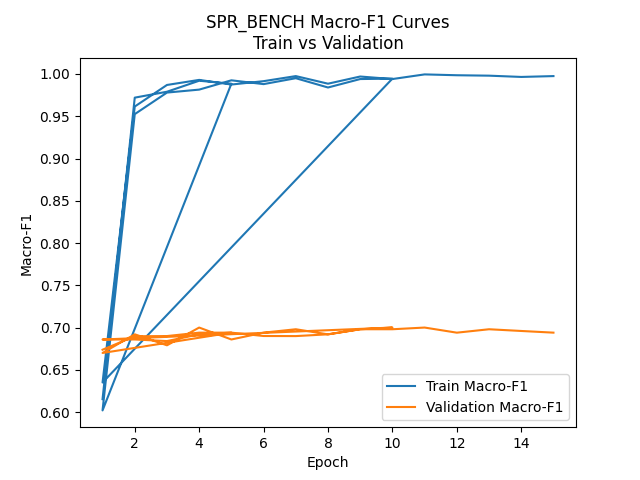 SPR_BENCH Macro-F1 Curves
Train vs Validation
Macro-F1
1.00
0.95
0.90
0.85
0.80
0.75
0.70
0.65
0.60
Train Macro-F1
Validation Macro-F1
2 4 6 8 10 12 14
Epoch